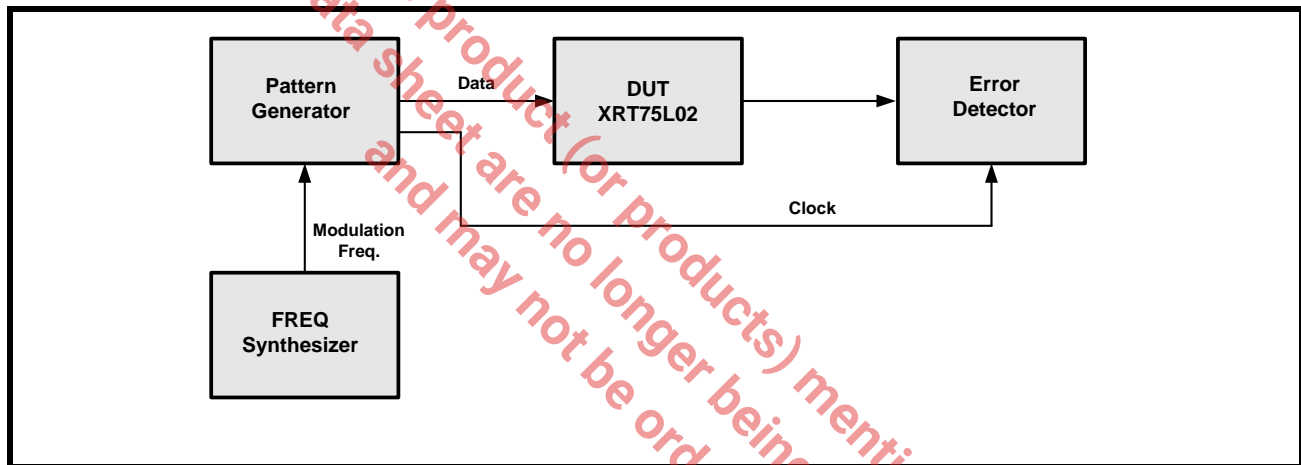 Pattern
Generator
Data
DUT
XRT75L02
Error
Detector
Clock
Modulation
Freq.
FREQ
Synthesizer
product (or products) menti
ata sheet are no longer being
and may not be ord